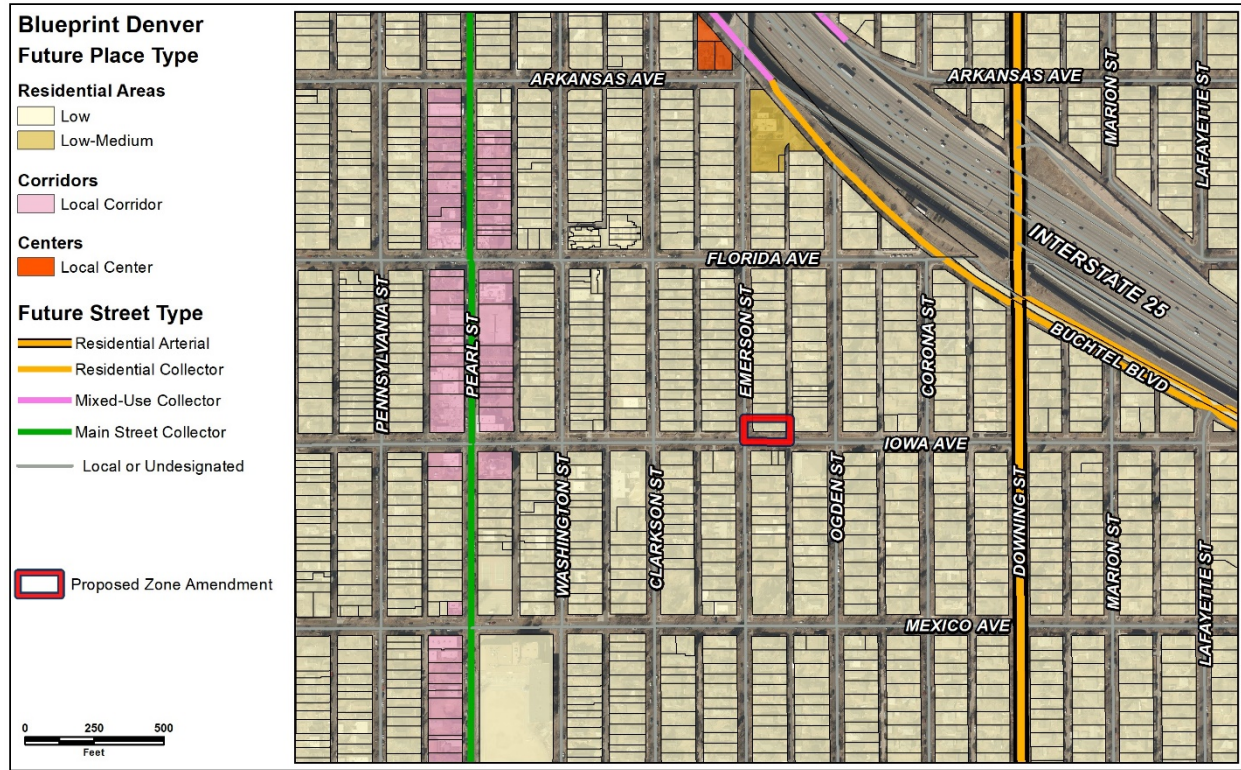 Blueprint Denver
Future Place Type
Residential Areas
Low
Low-Medium
Corridors
Local Corridor
Centers
Local Center
Future Street Type
Residential Arterial
Residential Collector
Mixed-Use Collector
Main Street Collector
Local or Undesignated
Proposed Zone Amendment
0 250 500
Feet
ARKANSAS AVE
ARKANSAS AVE
MARION ST
LAFAYETTE ST
FLORIDA AVE
INTERSTATE 25
PENNSYLVANIA ST
PEARL ST
EMERSON ST
CORONA ST
BUCHTEL BLVD
IOWA AVE
WASHINGTON ST
CLARKSON ST
OGDEN ST
DOWNING ST
MARION ST
LAFAYETTE ST
MEXICO AVE